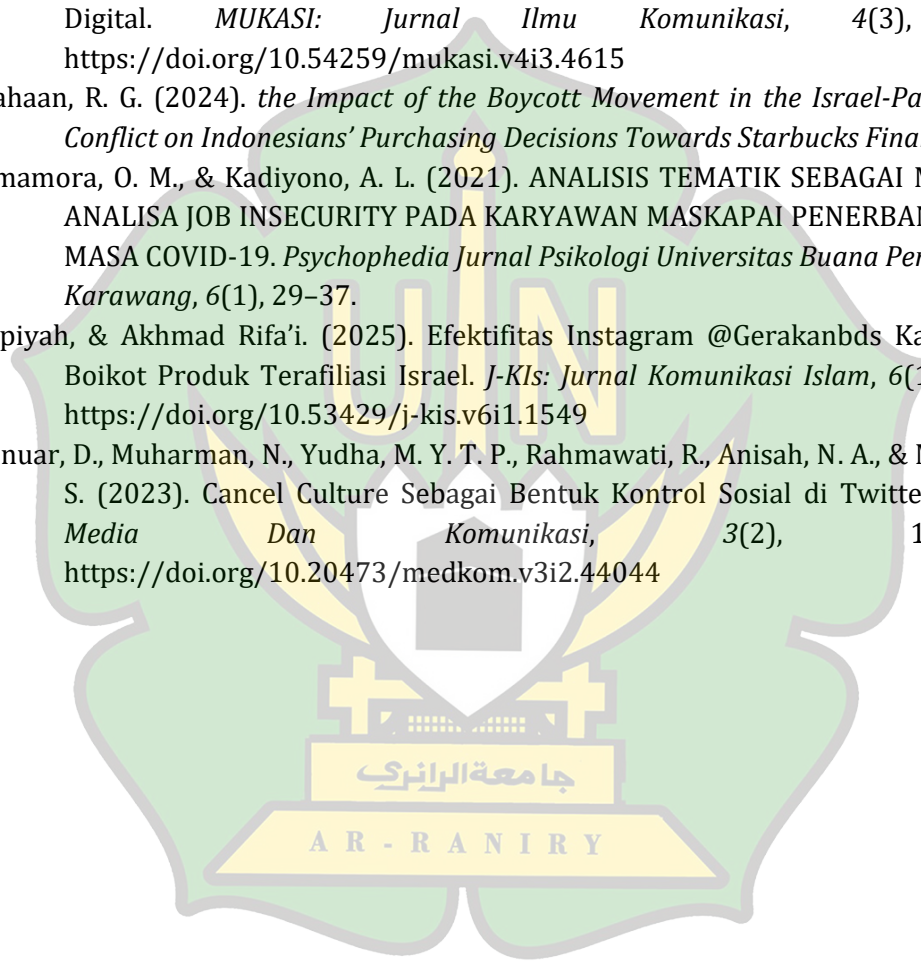 Digital. MUKASI: Jurnal Ilmu Komunikasi, 4(3),
https://doi.org/10.54259/mukasi.v4i3.4615
ahaan, R. G. (2024). the Impact of the Boycott Movement in the Israel-Pa
Conflict on Indonesians’ Purchasing Decisions Towards Starbucks Finan
mamora, O. M., & Kadiyono, A. L. (2021). ANALISIS TEMATIK SEBAGAI M
ANALISA JOB INSECURITY PADA KARYAWAN MASKAPAI PENERBAN
MASA COVID-19. Psychophedia Jurnal Psikologi Universitas Buana Per
Karawang, 6(1), 29–37.
piyah, & Akhmad Rifa’i. (2025). Efektifitas Instagram @Gerakanbds Ka
Boikot Produk Terafiliasi Israel. J-KIs: Jurnal Komunikasi Islam, 6(1
https://doi.org/10.53429/j-kis.v6i1.1549
nuar, D., Muharman, N., Yudha, M. Y. T. P., Rahmawati, R., Anisah, N. A., & M
S. (2023). Cancel Culture Sebagai Bentuk Kontrol Sosial di Twitte
Media Dan Komunikasi, 3(2), 1
https://doi.org/10.20473/medkom.v3i2.44044
UIN
جامعة الرانري
AR-RANIRY